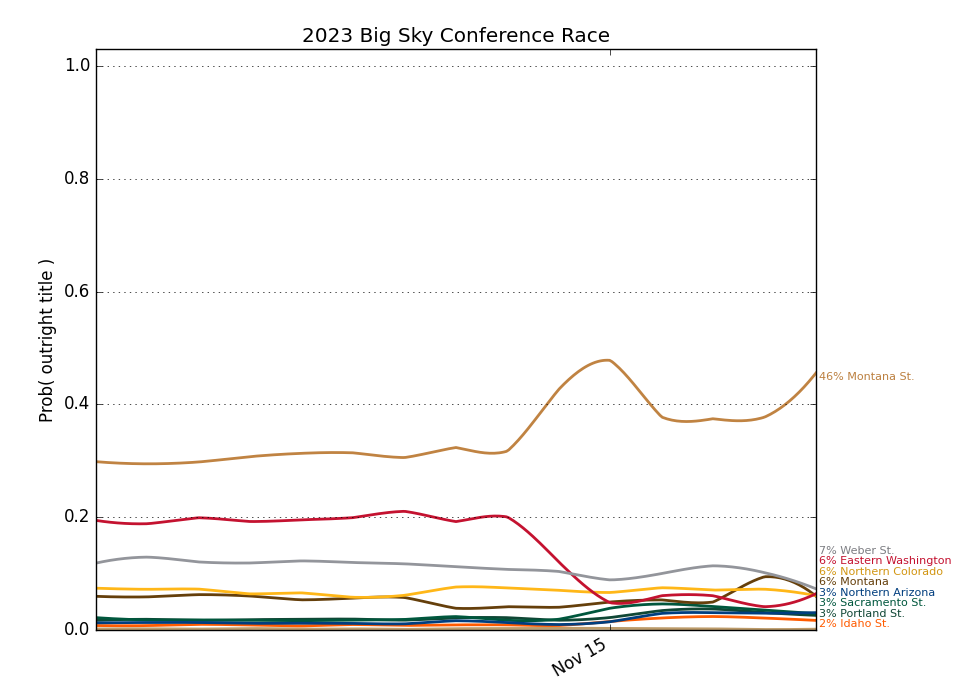 2023 Big Sky Conference Race
1.0
0.8
0.6
0.4
0.2
0.0
Prob( outright title )
Nov 15
46% Montana St.
7% Weber St.
6% Eastern Washington
6% Northern Colorado
6% Montana
3% Northern Arizona
3% Sacramento St.
3% Portland St.
2% Idaho St.